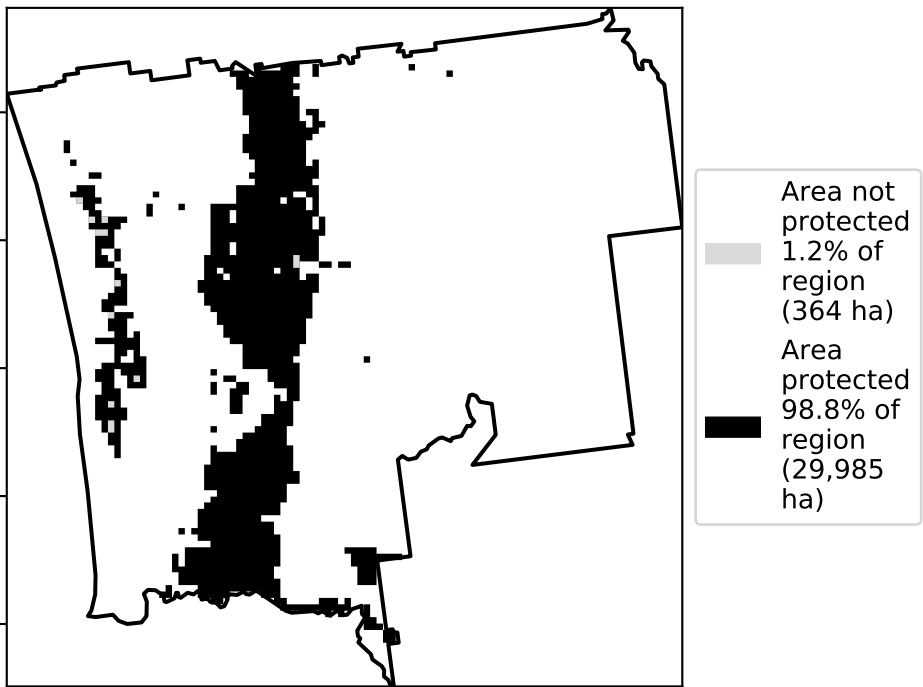 Area not
protected
1.2% of
region
(364 ha)
Area
protected
98.8% of
region
(29,985
ha)